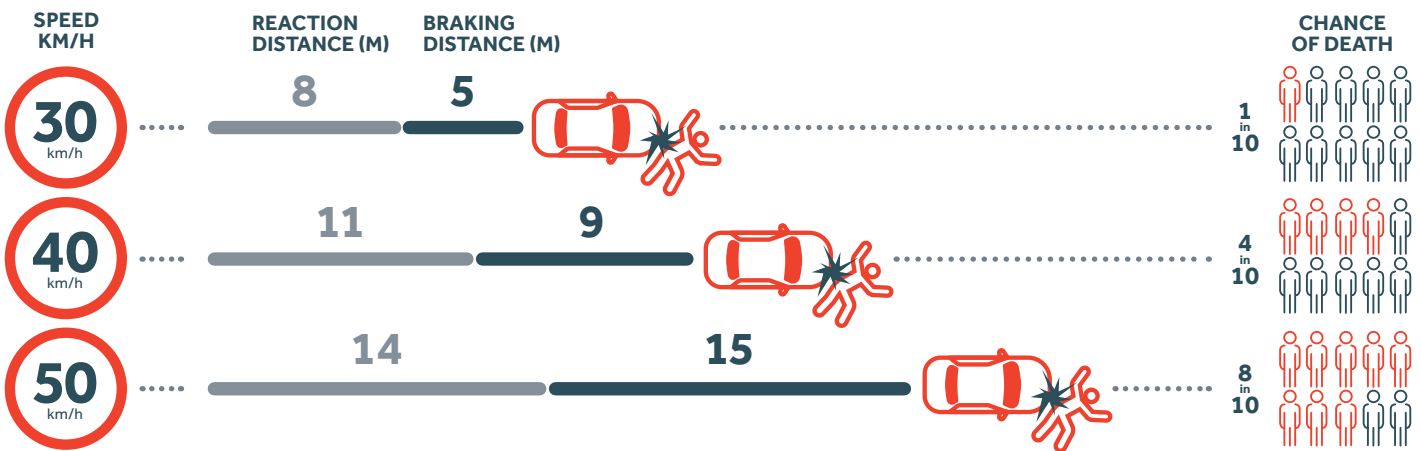 SPEED
KM/H
REACTION
DISTANCE (M)
BRAKING
DISTANCE (M)
CHANCE
OF DEATH
30
km/h
8
5
1
in
10
40
km/h
11
9
4
in
10
50
km/h
14
15
8
in
10